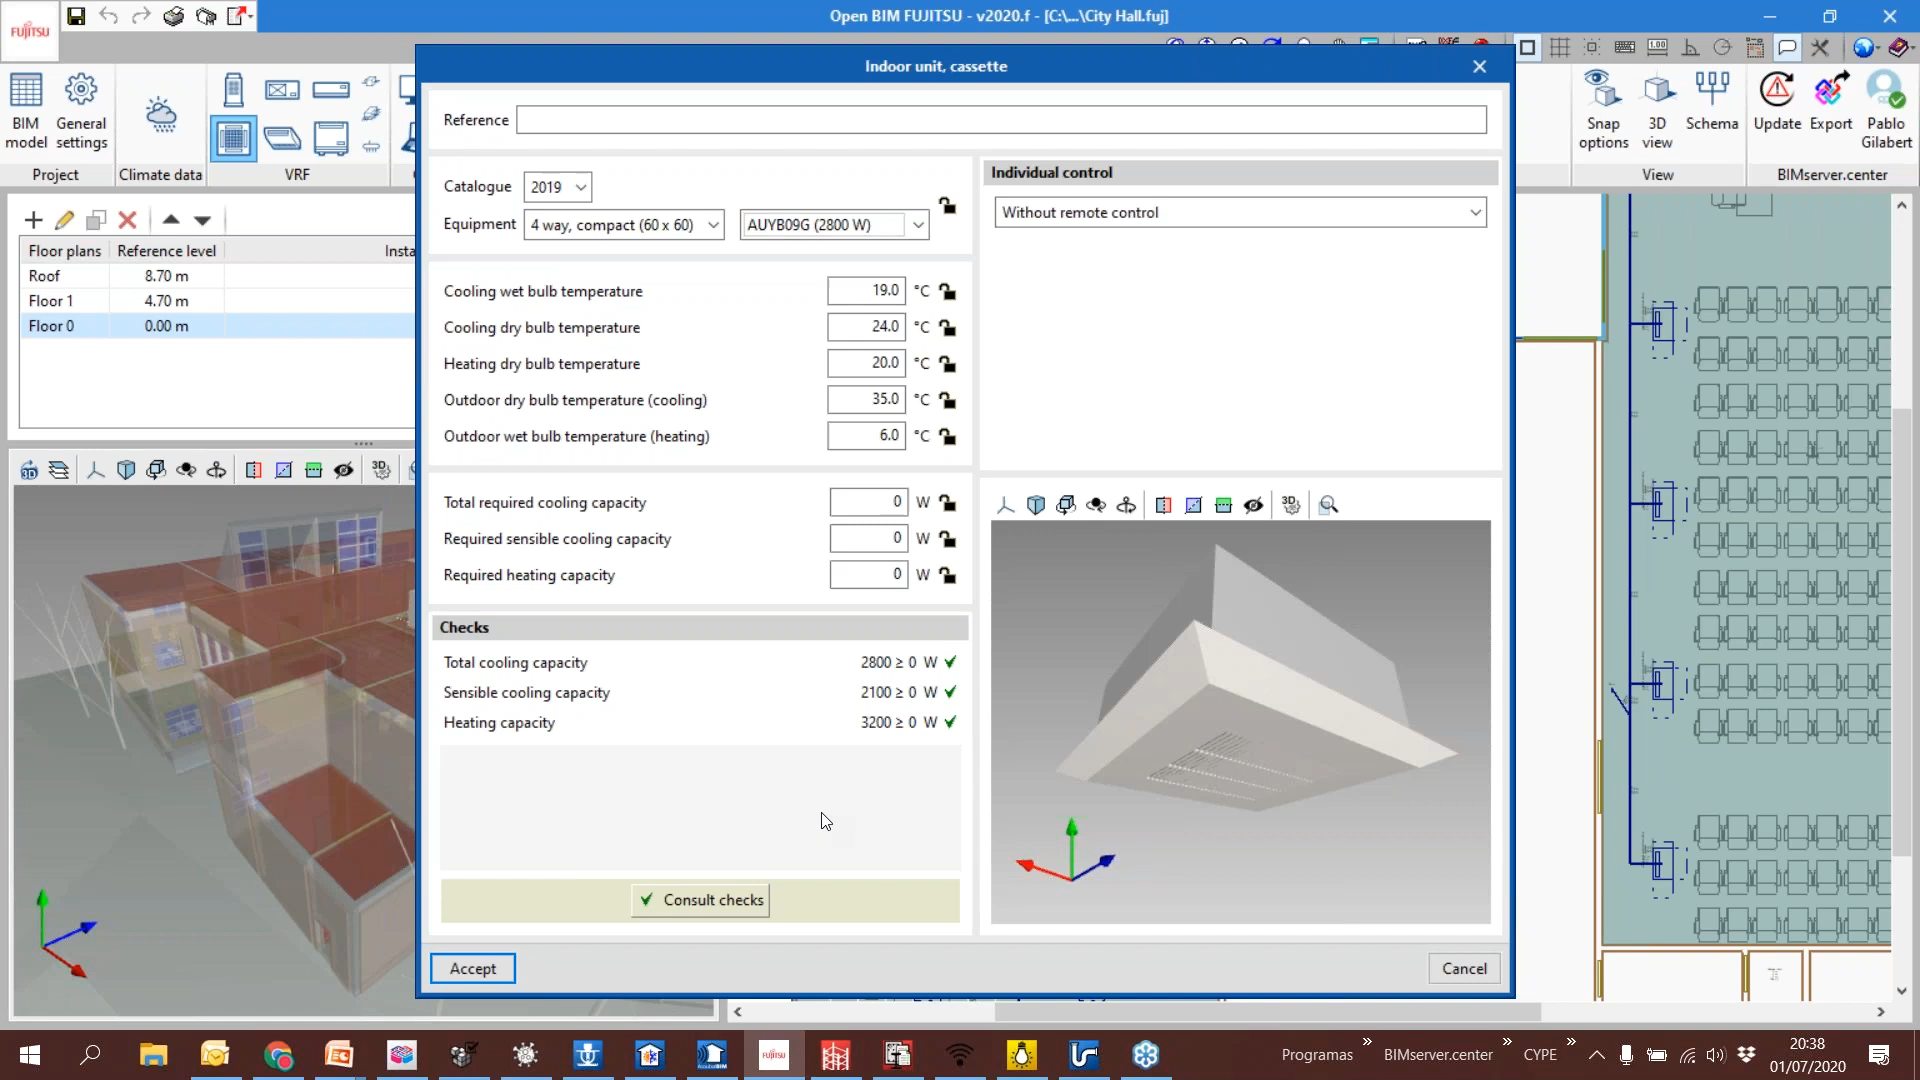 Open BIM FUJITSU - v2020.f - [C:\...\City Hall.fuj]
FUJITSU
Indoor unit, cassette
BIM model
General settings
Snap options
3D view
Schema
Update
Export
Pablo Gilabert
Project
Climate data
VRF
View
BIMserver.center
Reference
Catalogue 2019
Equipment 4 way, compact (60 x 60) AUYB09G (2800 W)
Individual control
Without remote control
Floor plans Reference level Insta
Roof 8.70 m
Floor 1 4.70 m
Floor 0 0.00 m
Cooling wet bulb temperature 19.0 °C
Cooling dry bulb temperature 24.0 °C
Heating dry bulb temperature 20.0 °C
Outdoor dry bulb temperature (cooling) 35.0 °C
Outdoor wet bulb temperature (heating) 6.0 °C
Total required cooling capacity 0 W
Required sensible cooling capacity 0 W
Required heating capacity 0 W
Checks
Total cooling capacity 2800 ≥ 0 W
Sensible cooling capacity 2100 ≥ 0 W
Heating capacity 3200 ≥ 0 W
Consult checks
Accept
Cancel
Programas
BIMserver.center
CYPE
20:38
01/07/2020